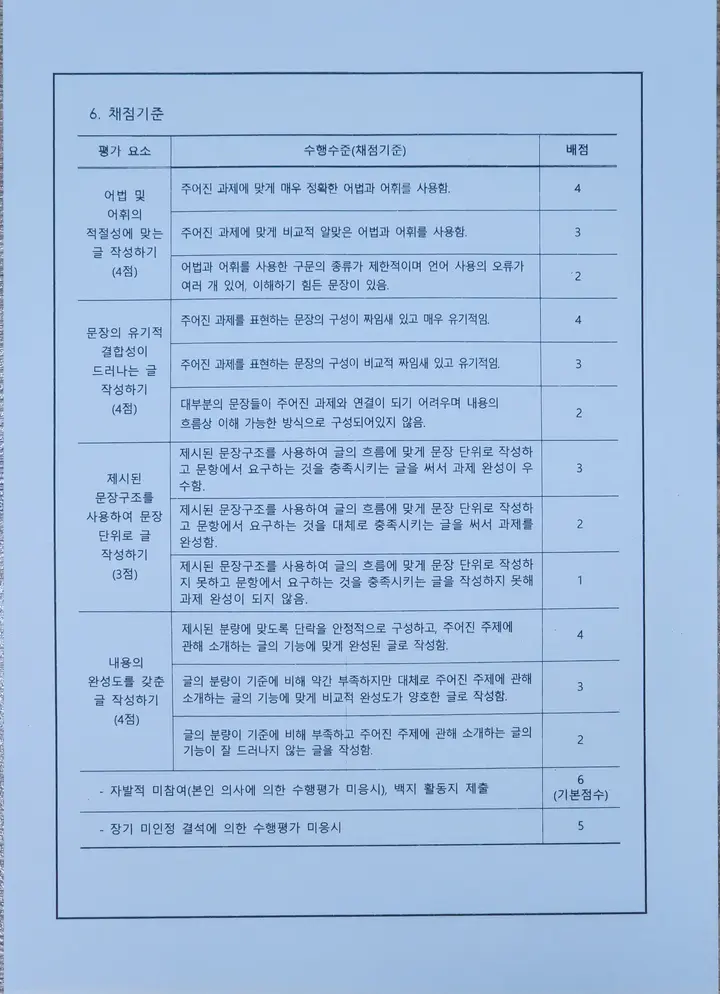 6. 채점기준
평가 요소
수행수준(채점기준)
배점
어법 및
어휘의
적절성에 맞는
글 작성하기
(4점)
주어진 과제에 맞게 매우 정확한 어법과 어휘를 사용함.
4
주어진 과제에 맞게 비교적 알맞은 어법과 어휘를 사용함.
3
어법과 어휘를 사용한 구문의 종류가 제한적이며 언어 사용의 오류가
여러 개 있어, 이해하기 힘든 문장이 있음.
2
문장의 유기적
결합성이
드러나는 글
작성하기
(4점)
주어진 과제를 표현하는 문장의 구성이 짜임새 있고 매우 유기적임.
4
주어진 과제를 표현하는 문장의 구성이 비교적 짜임새 있고 유기적임.
3
대부분의 문장들이 주어진 과제와 연결이 되기 어려우며 내용의
흐름상 이해 가능한 방식으로 구성되어있지 않음.
2
제시된
문장구조를
사용하여 문장
단위로 글
작성하기
(3점)
제시된 문장구조를 사용하여 글의 흐름에 맞게 문장 단위로 작성하
고 문항에서 요구하는 것을 충족시키는 글을 써서 과제 완성이 우
수함.
3
제시된 문장구조를 사용하여 글의 흐름에 맞게 문장 단위로 작성하
고 문항에서 요구하는 것을 대체로 충족시키는 글을 써서 과제를
완성함.
2
제시된 문장구조를 사용하여 글의 흐름에 맞게 문장 단위로 작성하
지 못하고 문항에서 요구하는 것을 충족시키는 글을 작성하지 못해
과제 완성이 되지 않음.
1
내용의
완성도를 갖춘
글 작성하기
(4점)
제시된 분량에 맞도록 단락을 안정적으로 구성하고, 주어진 주제에
관해 소개하는 글의 기능에 맞게 완성된 글로 작성함.
4
글의 분량이 기준에 비해 약간 부족하지만 대체로 주어진 주제에 관해
소개하는 글의 기능에 맞게 비교적 완성도가 양호한 글로 작성함.
3
글의 분량이 기준에 비해 부족하고 주어진 주제에 관해 소개하는 글의
기능이 잘 드러나지 않는 글을 작성함.
2
- 자발적 미참여(본인 의사에 의한 수행평가 미응시), 백지 활동지 제출
6
(기본점수)
- 장기 미인정 결석에 의한 수행평가 미응시
5